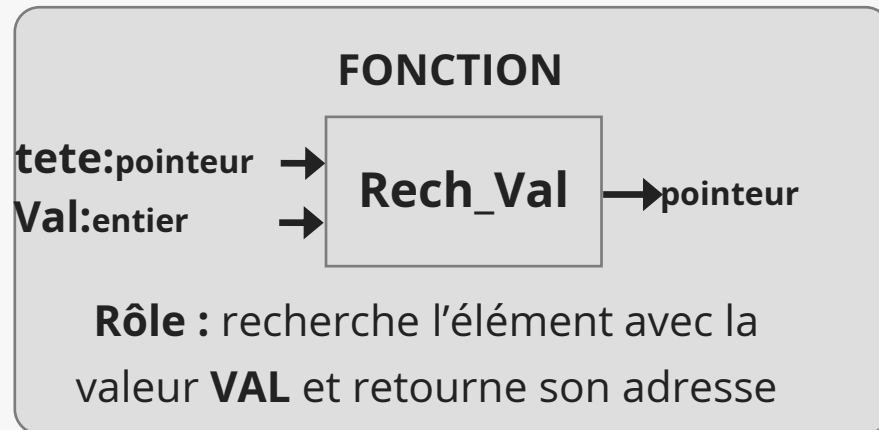 FONCTION
tete:pointeur
Val:entier
Rech_Val
pointeur
Rôle : recherche l’élément avec la
valeur VAL et retourne son adresse